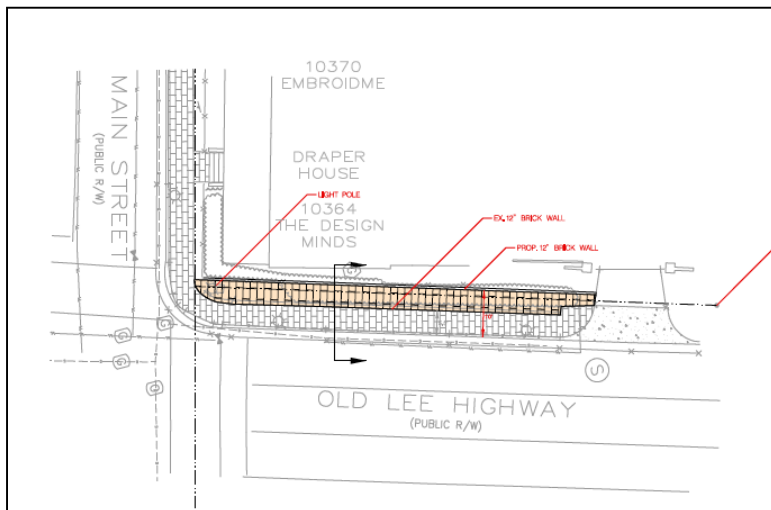 10370
EMBROIDME
MAIN STREET
(PUBLIC R/W)
DRAPER
HOUSE
LIGHT POLE
10364
THE DESIGN
MINDS
EX. 12" BRICK WALL
PROP. 12" BRICK WALL
G
G
G
G
S
OLD LEE HIGHWAY
(PUBLIC R/W)